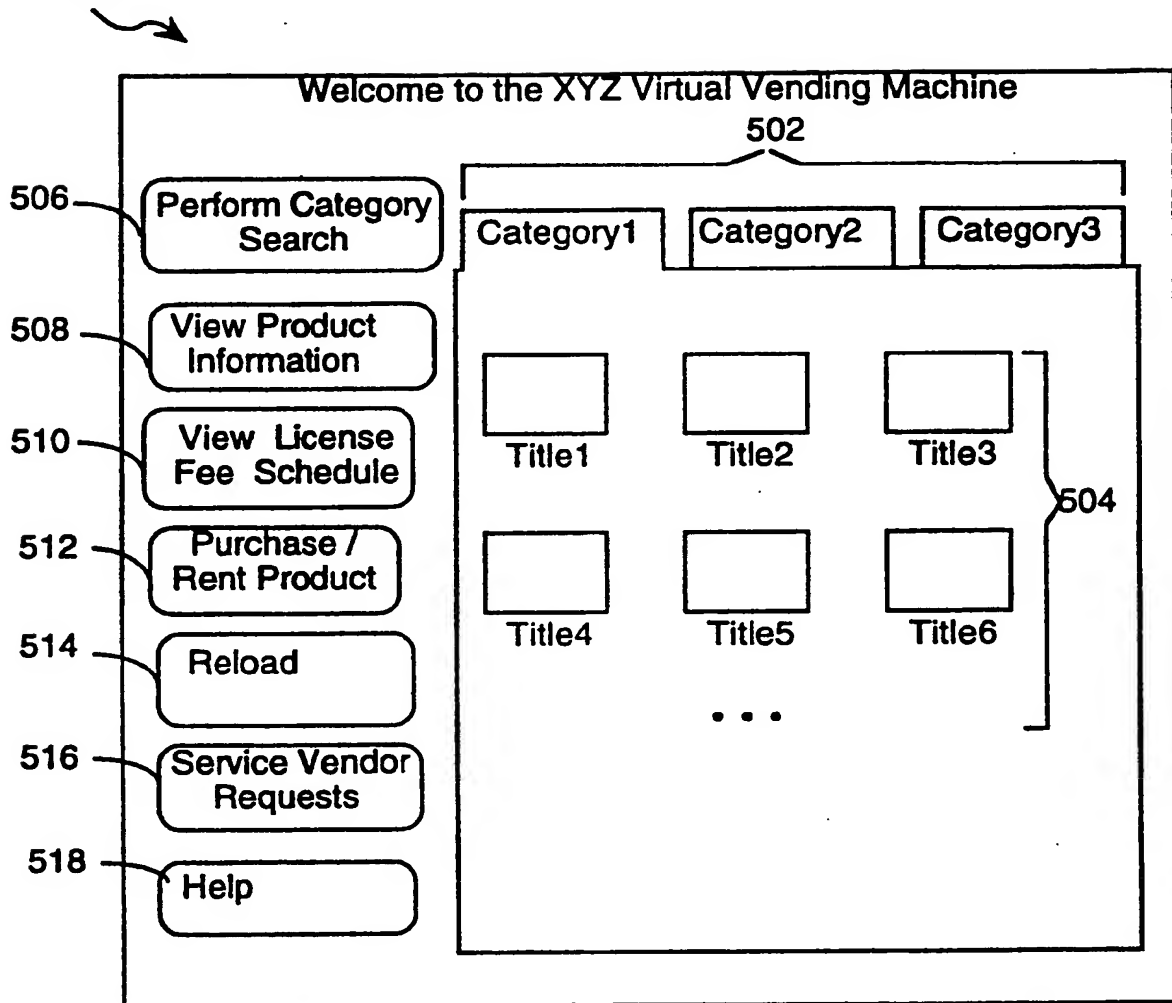 Welcome to the XYZ Virtual Vending Machine
502
506
Perform Category
Search
Category1 Category2 Category3
508
View Product
Information
510
View License
Fee Schedule
512
Purchase /
Rent Product
514
Reload
516
Service Vendor
Requests
518
Help
Title1 Title2 Title3
504
Title4 Title5 Title6
...